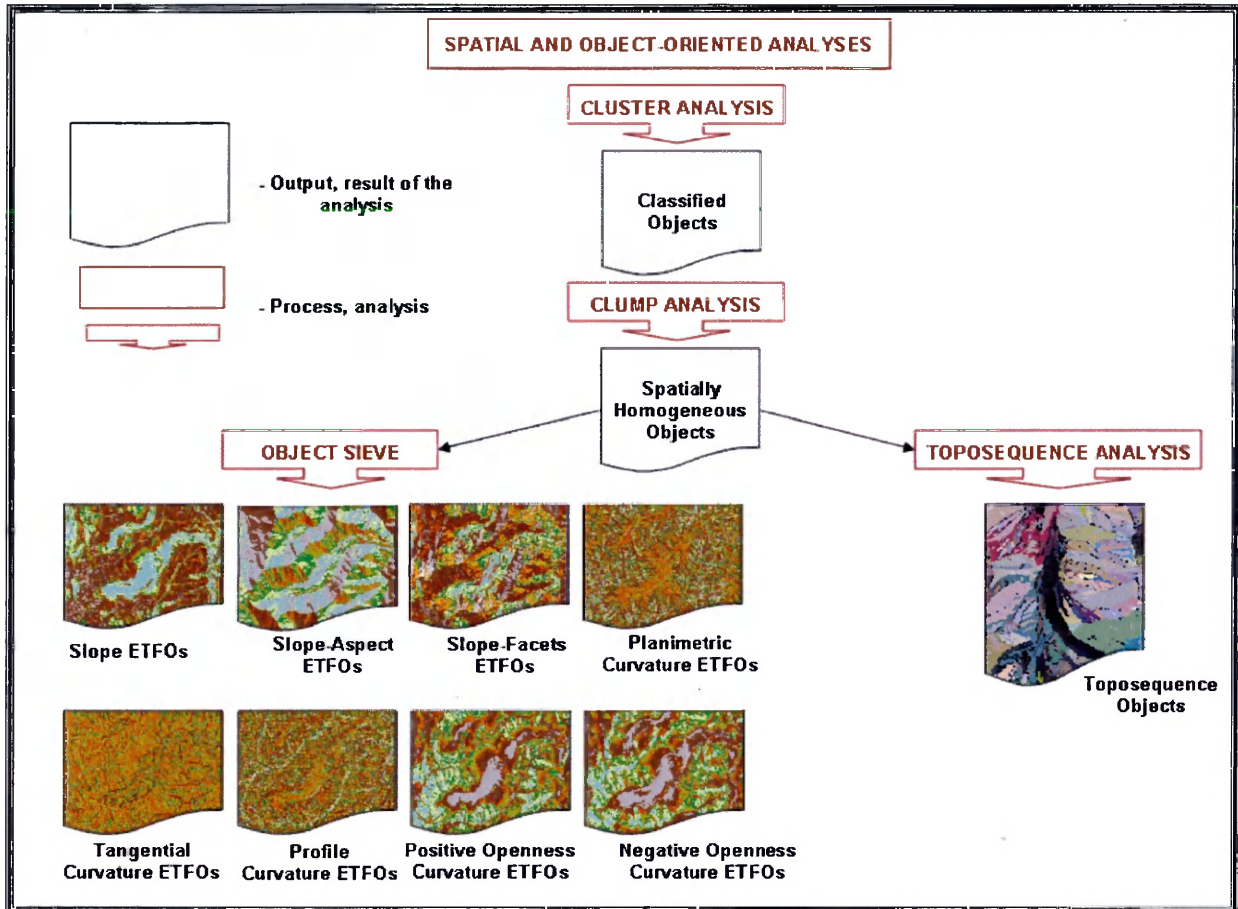 SPATIAL AND OBJECT-ORIENTED ANALYSES
CLUSTER ANALYSIS
- Output, result of the
analysis
Classified
Objects
- Process, analysis
CLUMP ANALYSIS
Spatially
Homogeneous
Objects
OBJECT SIEVE
TOPOSEQUENCE ANALYSIS
Slope ETFOs
Slope-Aspect
ETFOs
Slope-Facets
ETFOs
Planimetric
Curvature ETFOs
Toposequence
Objects
Tangential
Curvature ETFOs
Profile
Curvature ETFOs
Positive Openness
Curvature ETFOs
Negative Openness
Curvature ETFOs